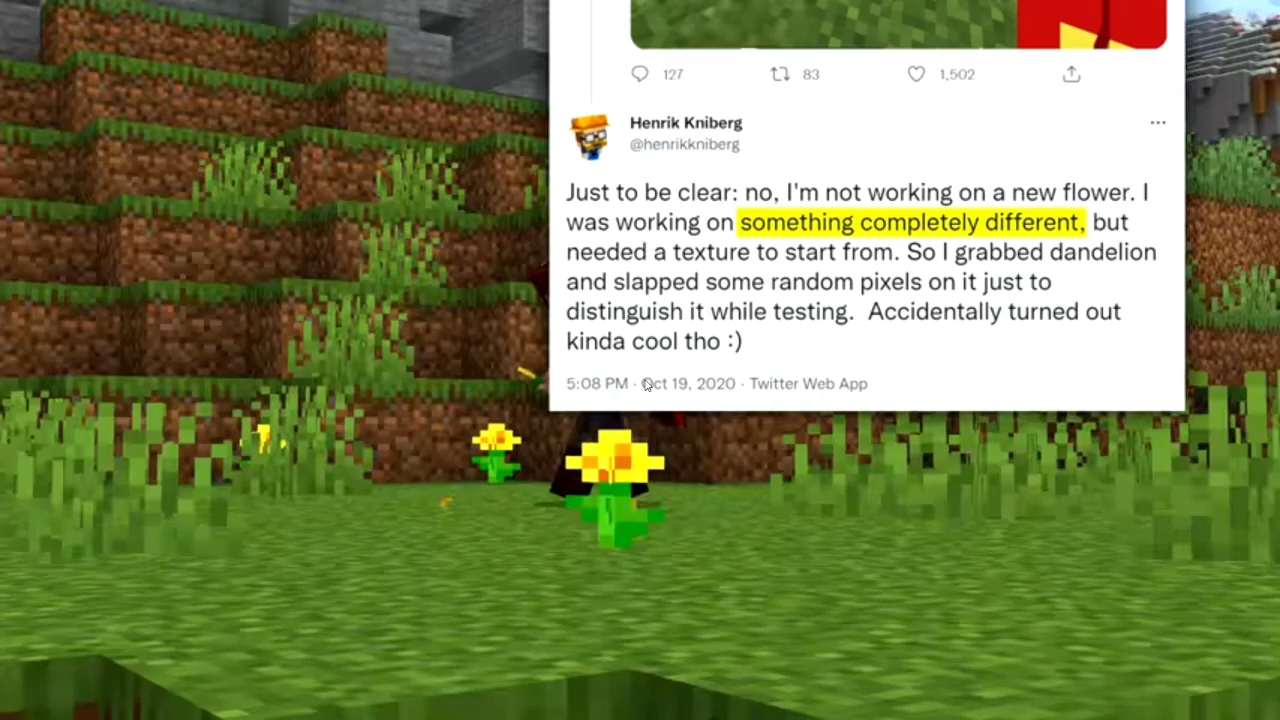 127 83 1,502
Henrik Kniberg
@henrikkniberg
Just to be clear: no, I'm not working on a new flower. I
was working on something completely different, but
needed a texture to start from. So I grabbed dandelion
and slapped some random pixels on it just to
distinguish it while testing.  Accidentally turned out
kinda cool tho :)
5:08 PM · Oct 19, 2020 · Twitter Web App